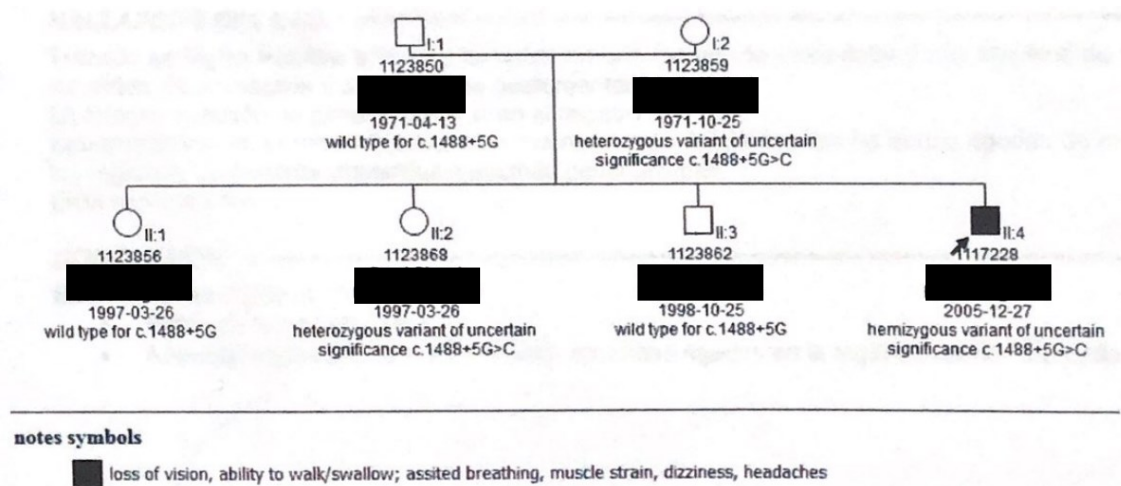 I:1
I:2
1123850
1123859
1971-04-13
1971-10-25
wild type for c.1488+5G
heterozygous variant of uncertain
significance c.1488+5G>C
II:1
II:2
II:3
II:4
1123856
1123868
1123862
1117228
1997-03-26
1997-03-26
1998-10-25
2005-12-27
wild type for c.1488+5G
heterozygous variant of uncertain
significance c.1488+5G>C
wild type for c.1488+5G
hemizygous variant of uncertain
significance c.1488+5G>C
notes symbols
loss of vision, ability to walk/swallow; assited breathing, muscle strain, dizziness, headaches